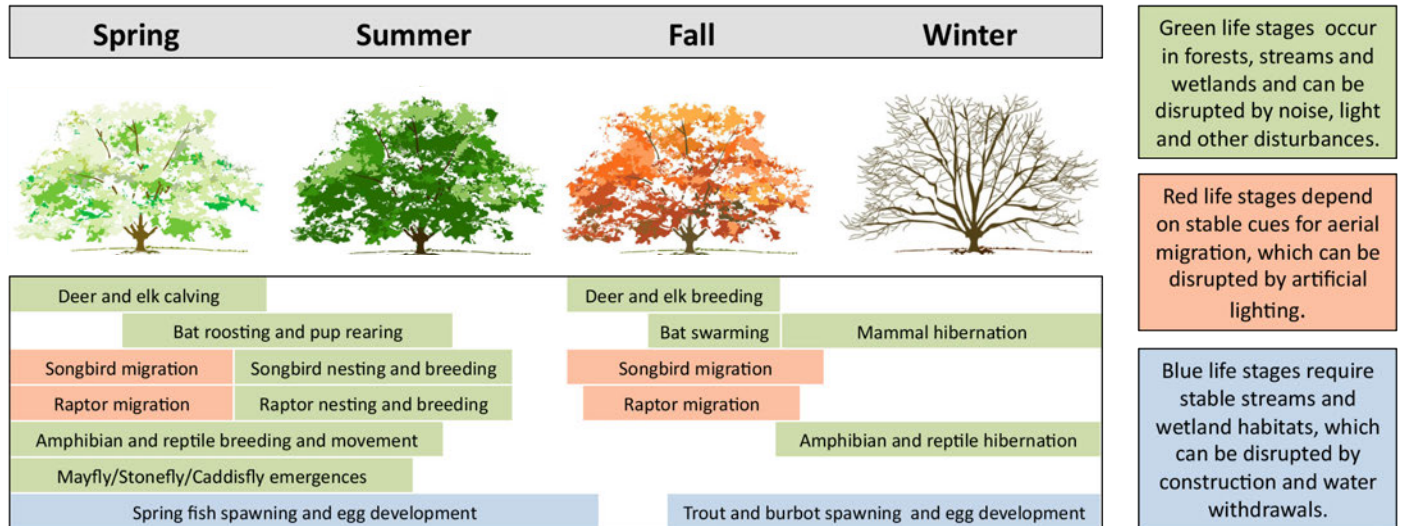 Spring Summer Fall Winter
Deer and elk calving Deer and elk breeding
Bat roosting and pup rearing Bat swarming Mammal hibernation
Songbird migration Songbird nesting and breeding Songbird migration
Raptor migration Raptor nesting and breeding Raptor migration
Amphibian and reptile breeding and movement Amphibian and reptile hibernation
Mayfly/Stonefly/Caddisfly emergences
Spring fish spawning and egg development Trout and burbot spawning and egg development
Green life stages occur
in forests, streams and
wetlands and can be
disrupted by noise, light
and other disturbances.
Red life stages depend
on stable cues for aerial
migration, which can be
disrupted by artificial
lighting.
Blue life stages require
stable streams and
wetland habitats, which
can be disrupted by
construction and water
withdrawals.